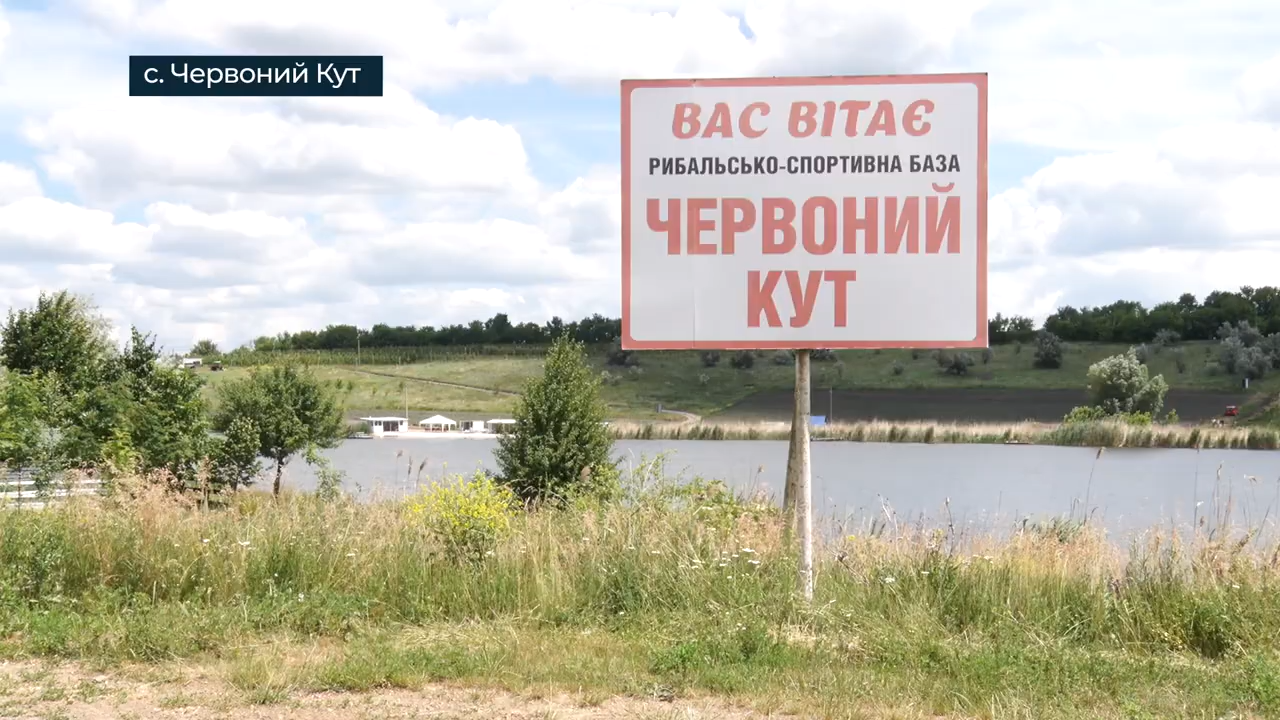 с. Червоний Кут
ВАС ВІТАЄ
РИБАЛЬСЬКО-СПОРТИВНА БАЗА
ЧЕРВОНИЙ
КУТ